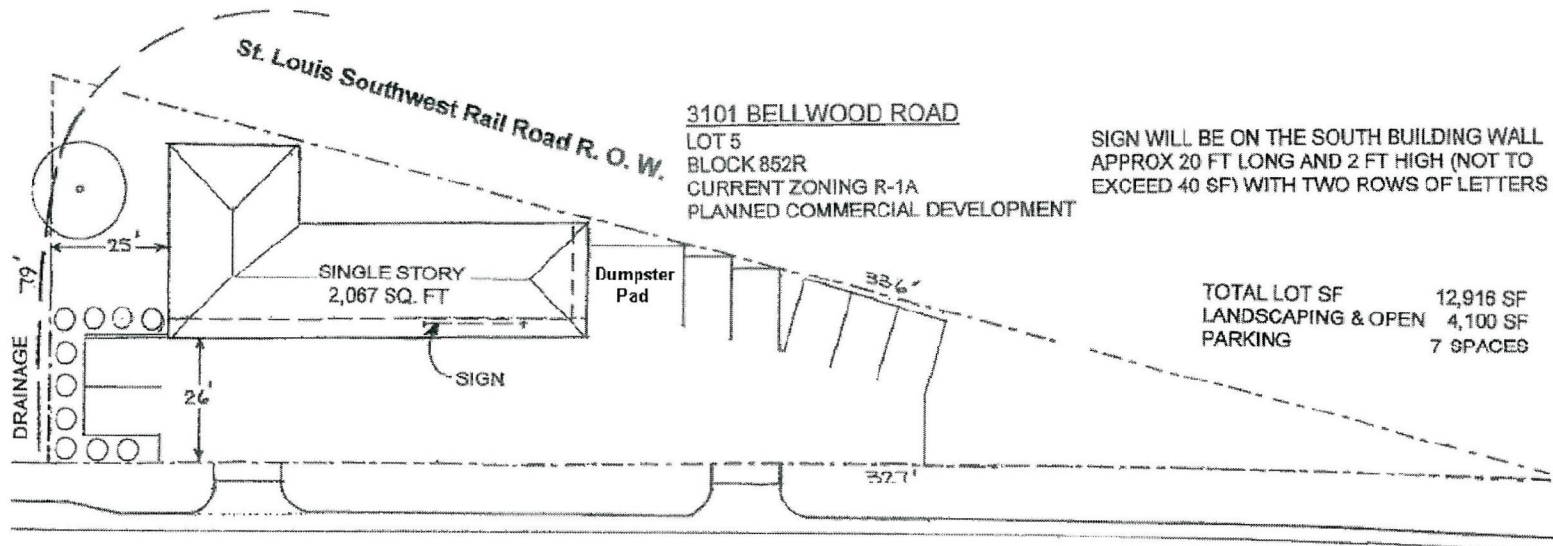 St. Louis Southwest Rail Road R. O. W.
3101 BELLWOOD ROAD
LOT 5
BLOCK 852R
CURRENT ZONING R-1A
PLANNED COMMERCIAL DEVELOPMENT
SIGN WILL BE ON THE SOUTH BUILDING WALL
APPROX 20 FT LONG AND 2 FT HIGH (NOT TO
EXCEED 40 SF) WITH TWO ROWS OF LETTERS
25'
79'
SINGLE STORY
2,067 SQ. FT
Dumpster
Pad
336'
TOTAL LOT SF 12,916 SF
LANDSCAPING & OPEN 4,100 SF
PARKING 7 SPACES
DRAINAGE
SIGN
26'
327'